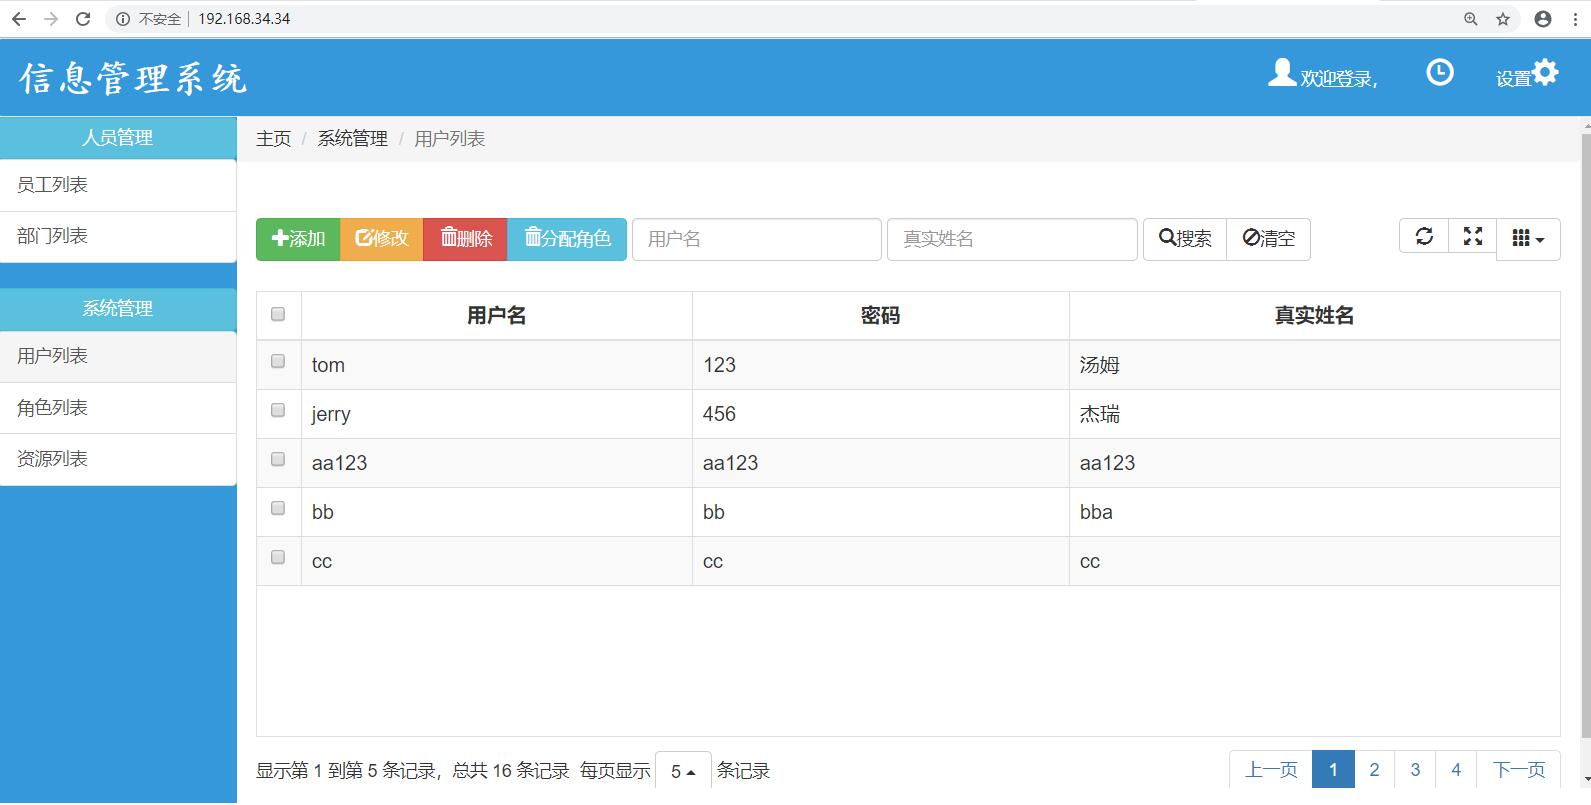 不安全 192.168.34.34
信息管理系统 欢迎登录, 设置
人员管理
员工列表
部门列表
系统管理
用户列表
角色列表
资源列表
主页 / 系统管理 / 用户列表
添加 修改 删除 分配角色 用户名 真实姓名 搜索 清空
用户名 密码 真实姓名
tom 123 汤姆
jerry 456 杰瑞
aa123 aa123 aa123
bb bb bba
cc cc cc
显示第 1 到第 5 条记录，总共 16 条记录 每页显示 5 条记录
上一页 1 2 3 4 下一页